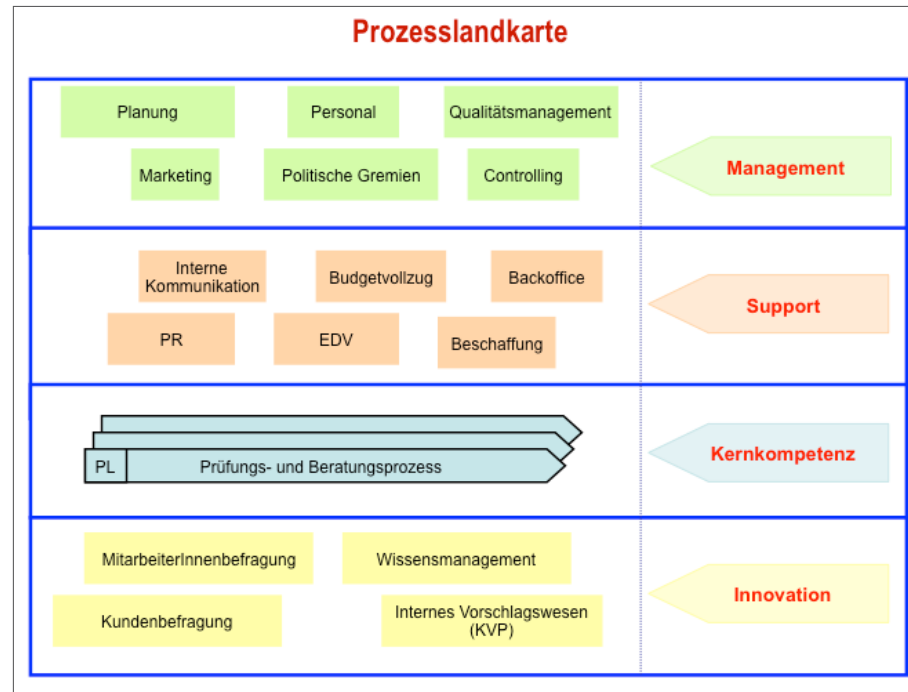 Prozesslandkarte
Planung
Personal
Qualitätsmanagement
Marketing
Politische Gremien
Controlling
Management
Interne
Kommunikation
Budgetvollzug
Backoffice
PR
EDV
Beschaffung
Support
PL
Prüfungs- und Beratungsprozess
Kernkompetenz
MitarbeiterInnenbefragung
Wissensmanagement
Kundenbefragung
Internes Vorschlagswesen
(KVP)
Innovation